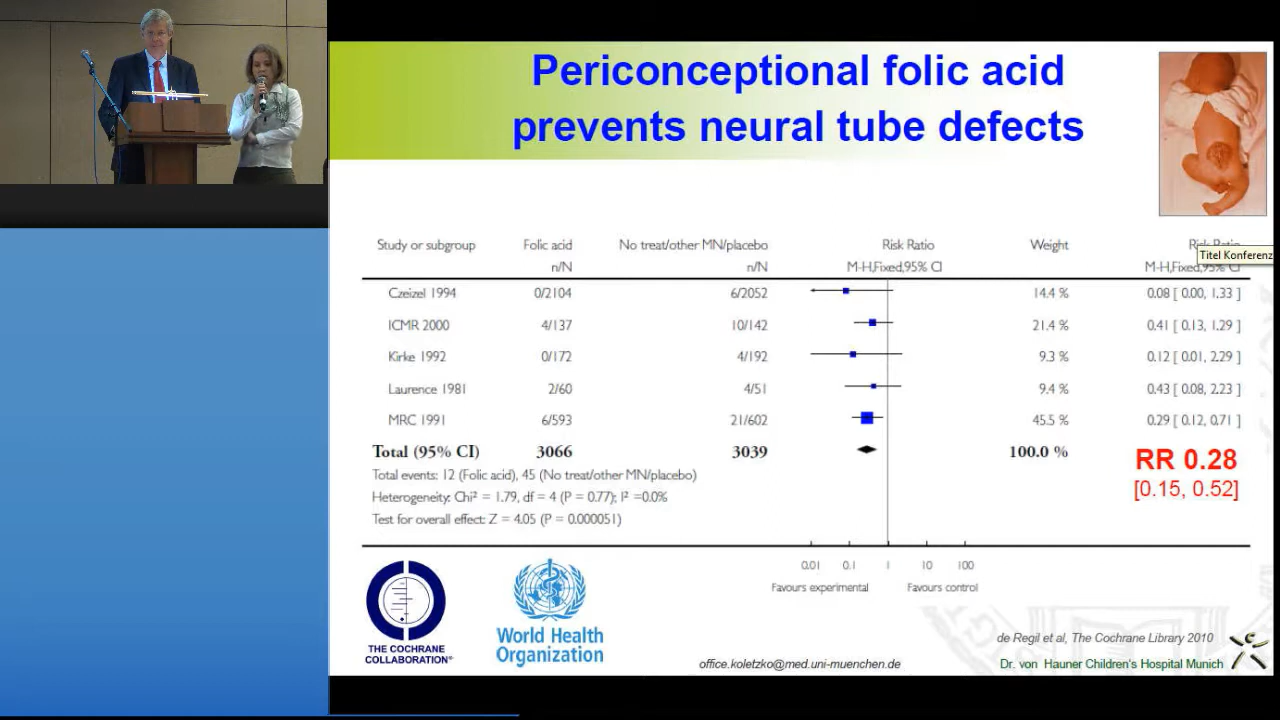 Periconceptional folic acid
prevents neural tube defects
Study or subgroup Folic acid No treat/other MN/placebo Risk Ratio Weight Risk Ratio
n/N n/N M-H,Fixed,95% CI M-H,Fixed,95% CI
Titel Konferenz
Czeizel 1994 0/2104 6/2052 14.4 % 0.08 [ 0.00, 1.33 ]
ICMR 2000 4/137 10/142 21.4 % 0.41 [ 0.13, 1.29 ]
Kirke 1992 0/172 4/192 9.3 % 0.12 [ 0.01, 2.29 ]
Laurence 1981 2/60 4/51 9.4 % 0.43 [ 0.08, 2.23 ]
MRC 1991 6/593 21/602 45.5 % 0.29 [ 0.12, 0.71 ]
Total (95% CI) 3066 3039 100.0 % RR 0.28
[0.15, 0.52]
Total events: 12 (Folic acid), 45 (No treat/other MN/placebo)
Heterogeneity: Chi² = 1.79, df = 4 (P = 0.77); I² =0.0%
Test for overall effect: Z = 4.05 (P = 0.000051)
0.01 0.1 1 10 100
Favours experimental Favours control
THE COCHRANE
COLLABORATION®
World Health
Organization
de Regil et al, The Cochrane Library 2010
office.koletzko@med.uni-muenchen.de
Dr. von Hauner Children's Hospital Munich